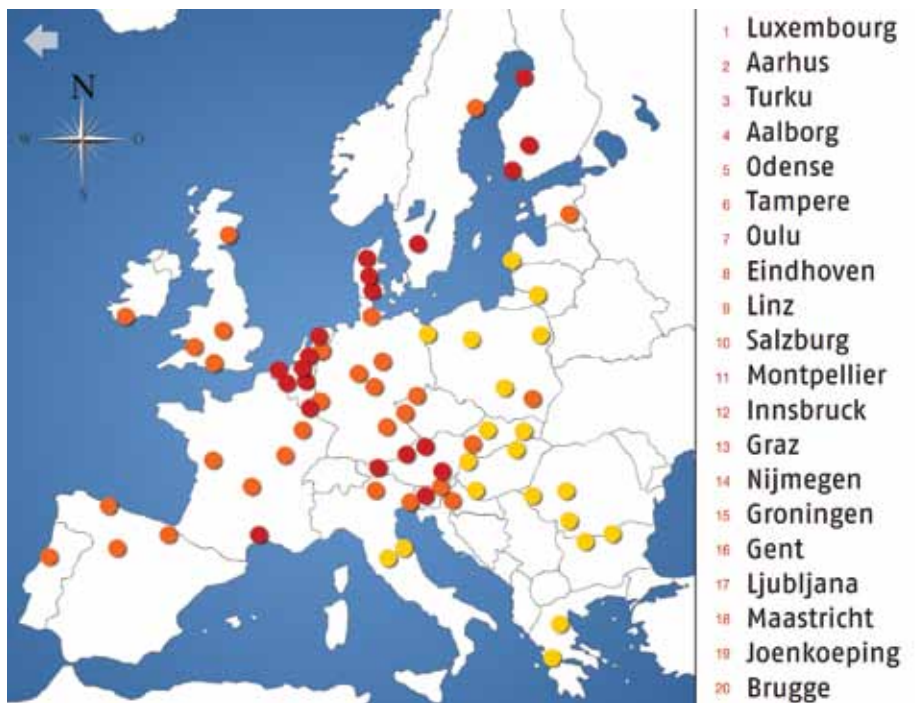 N
W
O
S
1 Luxembourg
2 Aarhus
3 Turku
4 Aalborg
5 Odense
6 Tampere
7 Oulu
8 Eindhoven
9 Linz
10 Salzburg
11 Montpellier
12 Innsbruck
13 Graz
14 Nijmegen
15 Groningen
16 Gent
17 Ljubljana
18 Maastricht
19 Joenkoeping
20 Brugge